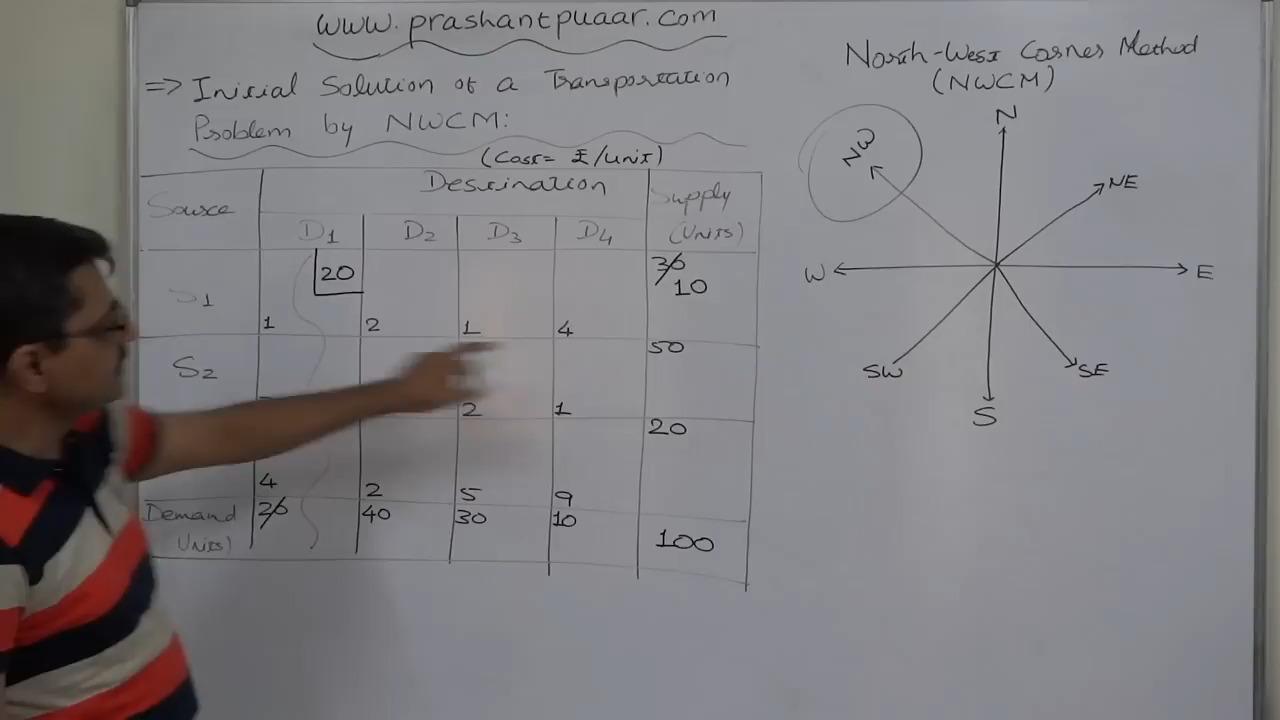 www.prashantpuaar.com
North-West Corner Method
(NWCM)
=> Initial Solution of a Transportation
Problem by NWCM:
(Cost= ₹/Unit)
Source Destination Supply
(Units)
D1 D2 D3 D4
S1 20 30
10
1 2 1 4
S2 50
2 1
20
4 2 5 9
Demand 20 40 30 10
Units) 100
N
NW NE
W E
SW SE
S